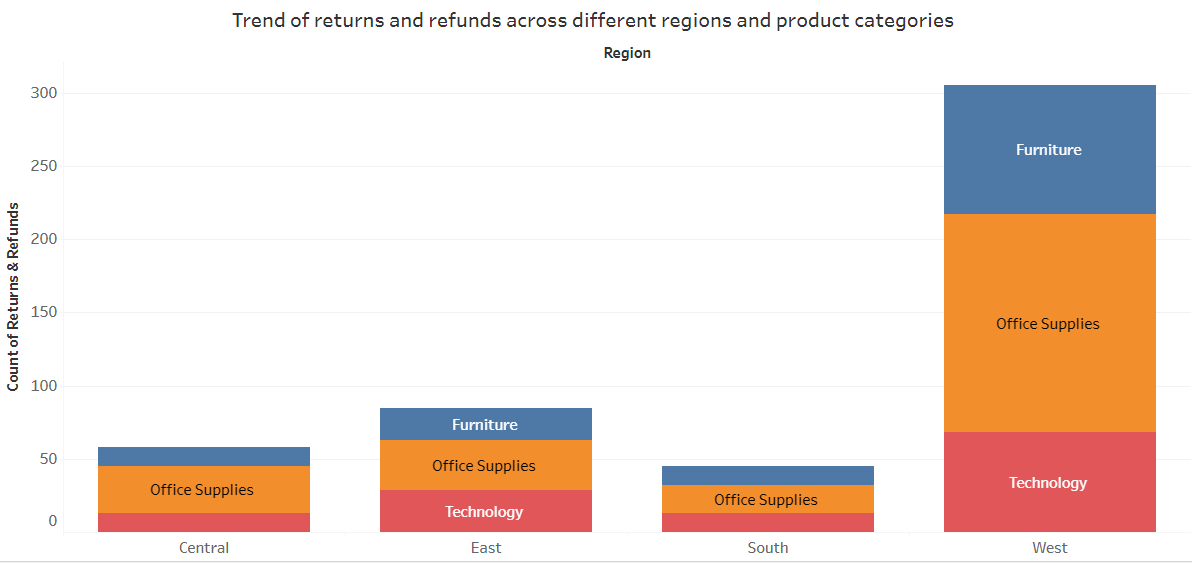 Trend of returns and refunds across different regions and product categories
Region
Count of Returns & Refunds
300
250
200
150
100
50
0
Furniture
Office Supplies
Technology
Furniture
Office Supplies
Technology
Office Supplies
Office Supplies
Central
East
South
West